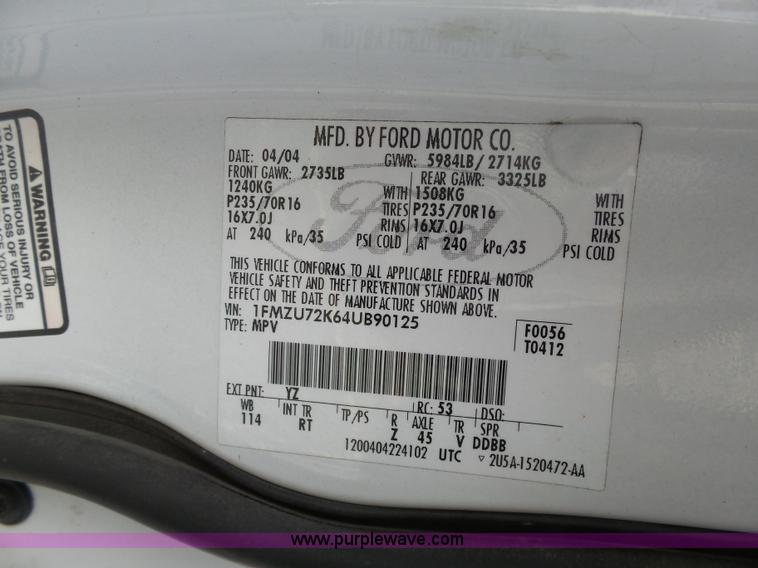 MFD. BY FORD MOTOR CO.
DATE: 04/04 GVWR: 5984LB/ 2714KG
FRONT GAWR: 2735LB REAR GAWR: 3325LB
1240KG WITH 1508KG WITH
P235/70R16 TIRES P235/70R16 TIRES
16X7.0J RIMS 16X7.0J RIMS
AT 240 kPa/35 PSI COLD AT 240 kPa/35 PSI COLD
Ford
THIS VEHICLE CONFORMS TO ALL APPLICABLE FEDERAL MOTOR
VEHICLE SAFETY AND THEFT PREVENTION STANDARDS IN
EFFECT ON THE DATE OF MANUFACTURE SHOWN ABOVE.
VIN: 1FMZU72K64UB90125
TYPE: MPV
F0056
T0412
EXT PNT: YZ RC: 53 DSO:
WB INT TR TP/PS R AXLE TR SPR
114 RT Z 45 V DDBB
1200404224102 UTC ▽ 2U5A-1520472-AA
WARNING
TO AVOID SERIOUS INJURY OR
FROM LOSS OF VEHICLE
YOUR TIRES
www.purplewave.com